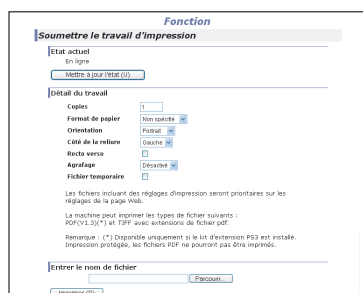 Fonction
Soumettre le travail d'impression
Etat actuel
En ligne
Mettre à jour l'état (U)
Détail du travail
Copies 1
Format de papier Non spécifié
Orientation Portrait
Côté de la reliure Gauche
Recto verso
Agrafage Désactivé
Fichier temporaire
Les fichiers incluant des réglages d'impression seront prioritaires sur les
réglages de la page Web.
La machine peut imprimer les types de fichier suivants :
PDF(V1.3)(*) et TIFF avec extensions de fichier pdf.
Remarque : (*) Disponible uniquement si le kit d'extension PS3 est installé.
Impression protégée, les fichiers PDF ne pourront pas être imprimés.
Entrer le nom de fichier
Parcourir...
Imprimer